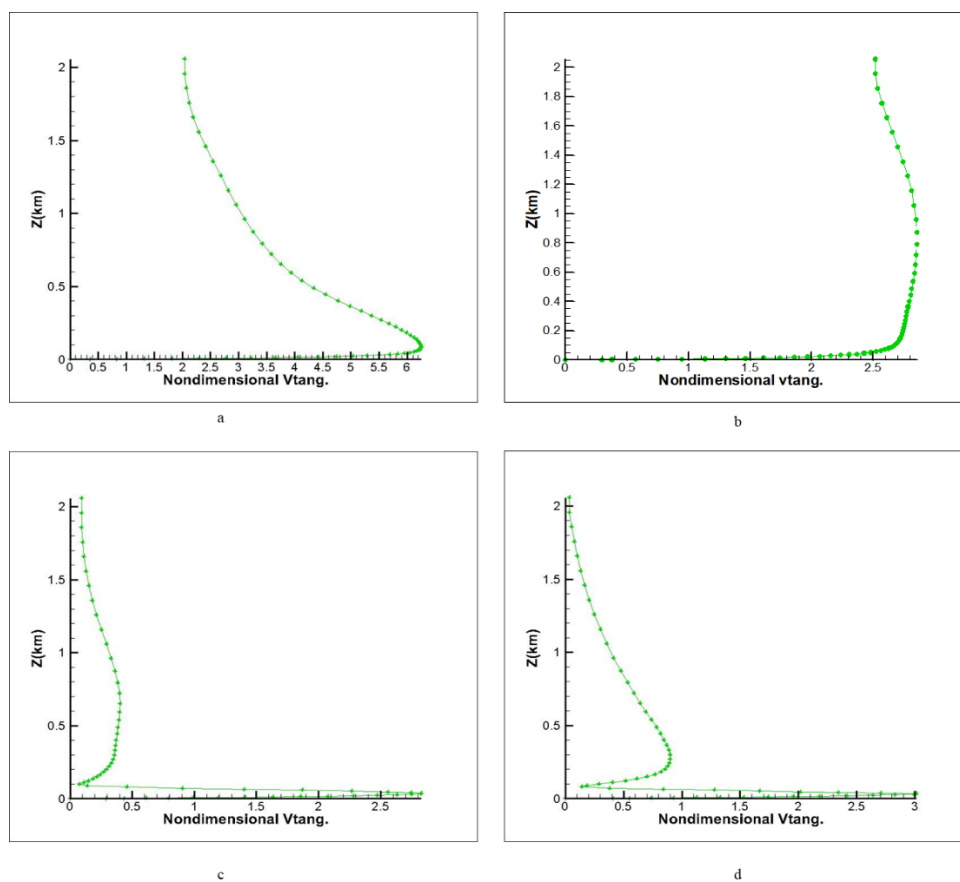 2
1.5
1
0.5
0
Z(km)
0 0.5 1 1.5 2 2.5 3 3.5 4 4.5 5 5.5 6
Nondimensional Vtang.
a
2
1.8
1.6
1.4
1.2
1
0.8
0.6
0.4
0.2
0
Z(km)
0 0.5 1 1.5 2 2.5
Nondimensional vtang.
b
2
1.5
1
0.5
0
Z(km)
0 0.5 1 1.5 2 2.5
Nondimensional Vtang.
c
2
1.5
1
0.5
0
Z(km)
0 0.5 1 1.5 2 2.5 3
Nondimensional Vtang.
d